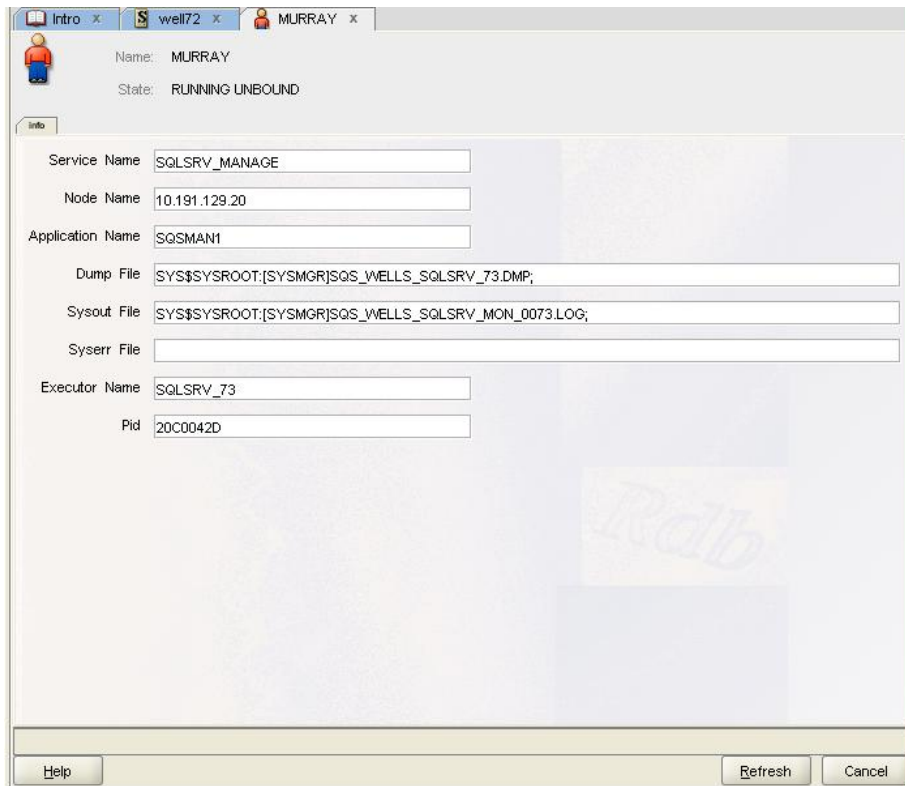 Intro x well72 x MURRAY x
Name: MURRAY
State: RUNNING UNBOUND
Info
Service Name SQLSRV_MANAGE
Node Name 10.191.129.20
Application Name SQSMAN1
Dump File SYS$SYSROOT:[SYSMGR]SQS_WELLS_SQLSRV_73.DMP;
Sysout File SYS$SYSROOT:[SYSMGR]SQS_WELLS_SQLSRV_MON_0073.LOG;
Syserr File
Executor Name SQLSRV_73
Pid 20C0042D
Rdb
Help Refresh Cancel